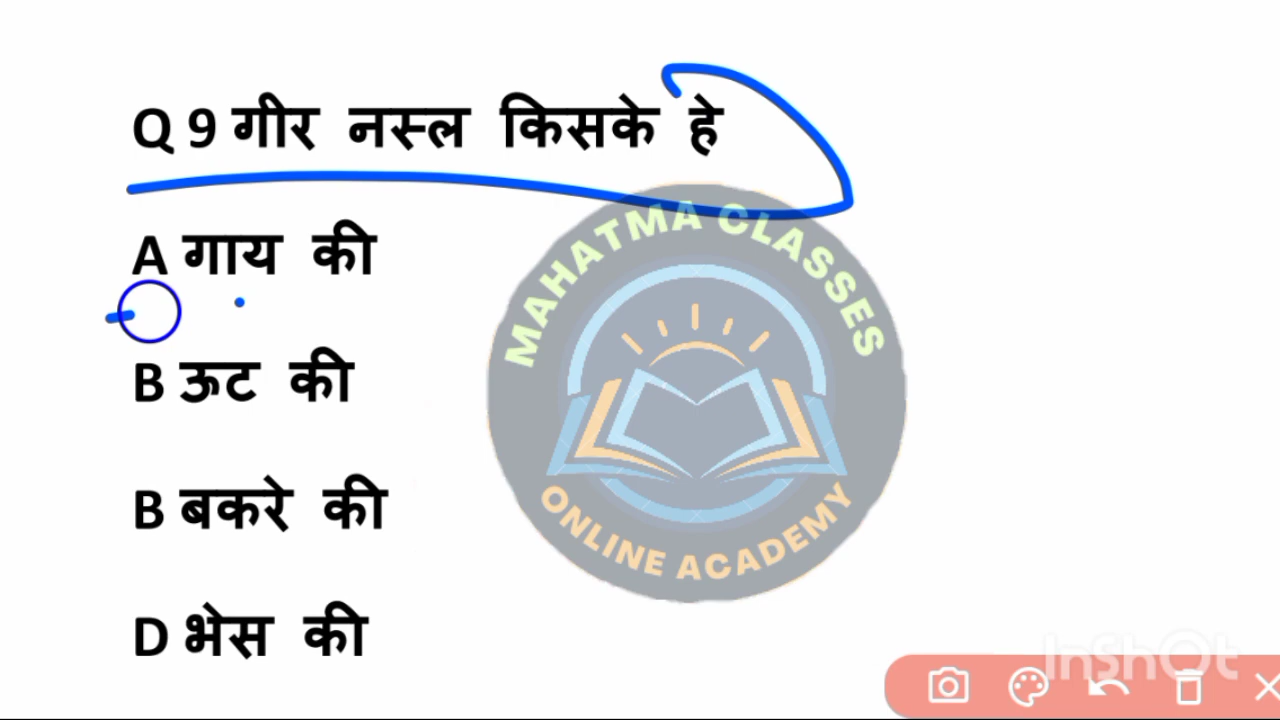 Q 9 गीर नस्ल किसके हे
A गाय की
B ऊट की
B बकरे की
D भेस की
MAHATMA CLASSES
ONLINE ACADEMY
InShOt